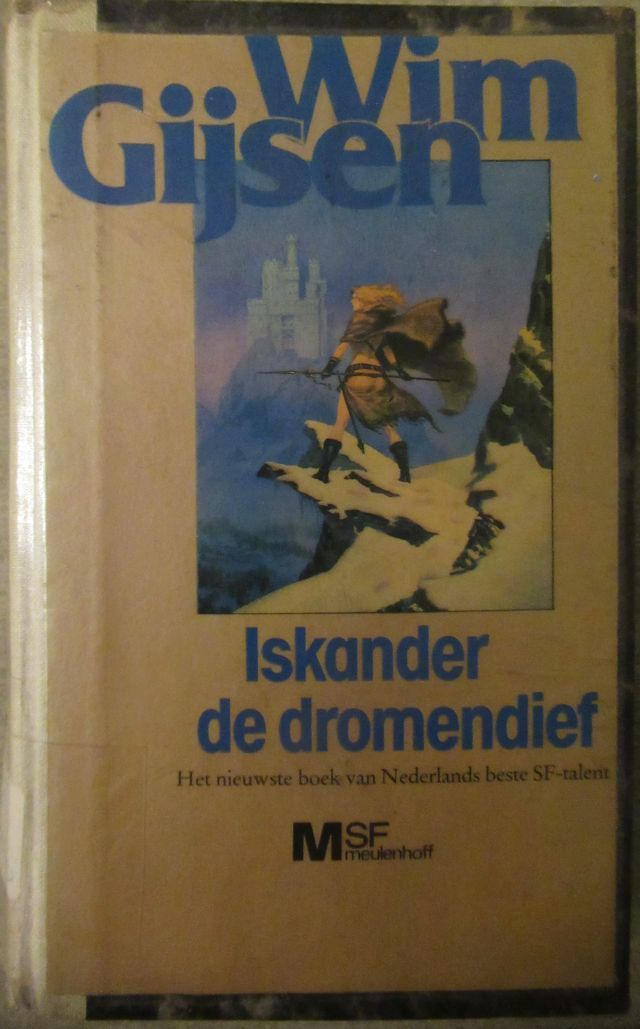 Wim
Gijsen
Iskander
de dromendief
Het nieuwste boek van Nederlands beste SF-talent
MSF
meulenhoff